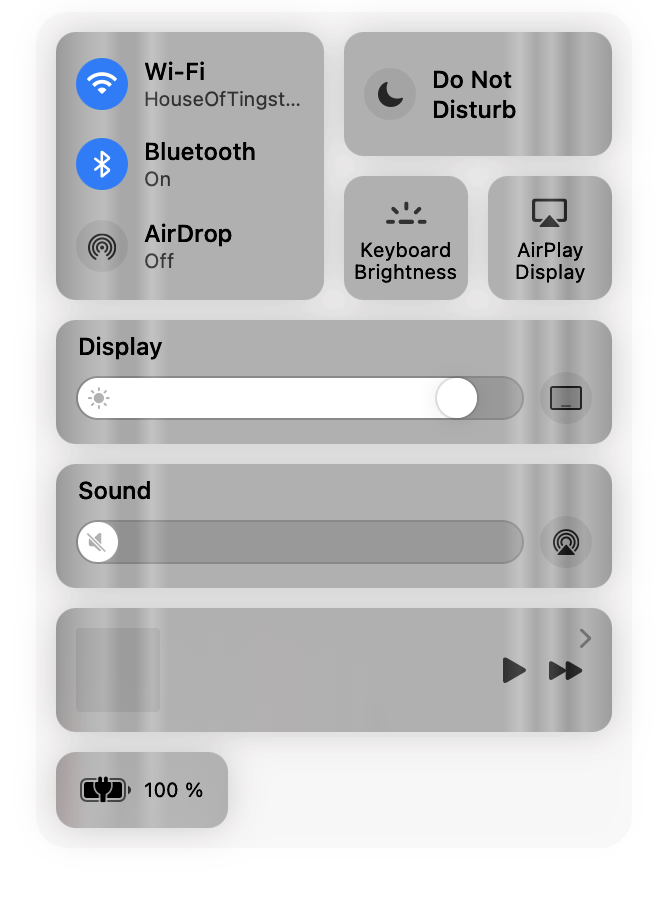 Wi-Fi
HouseOfTingst...
Bluetooth
On
AirDrop
Off
Do Not
Disturb
Keyboard
Brightness
AirPlay
Display
Display
Sound
100 %